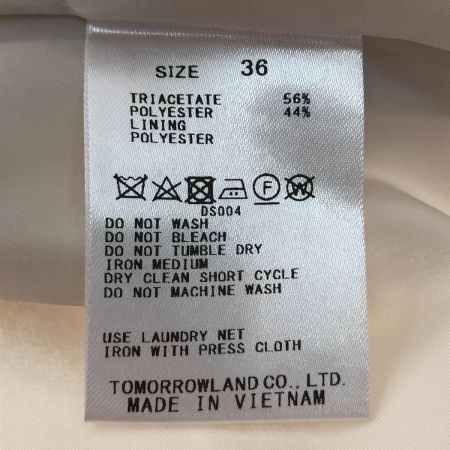 SIZE 36
TRIACETATE 56%
POLYESTER 44%
LINING
POLYESTER
F W
DS004
DO NOT WASH
DO NOT BLEACH
DO NOT TUMBLE DRY
IRON MEDIUM
DRY CLEAN SHORT CYCLE
DO NOT MACHINE WASH
USE LAUNDRY NET
IRON WITH PRESS CLOTH
TOMORROWLAND CO., LTD.
MADE IN VIETNAM